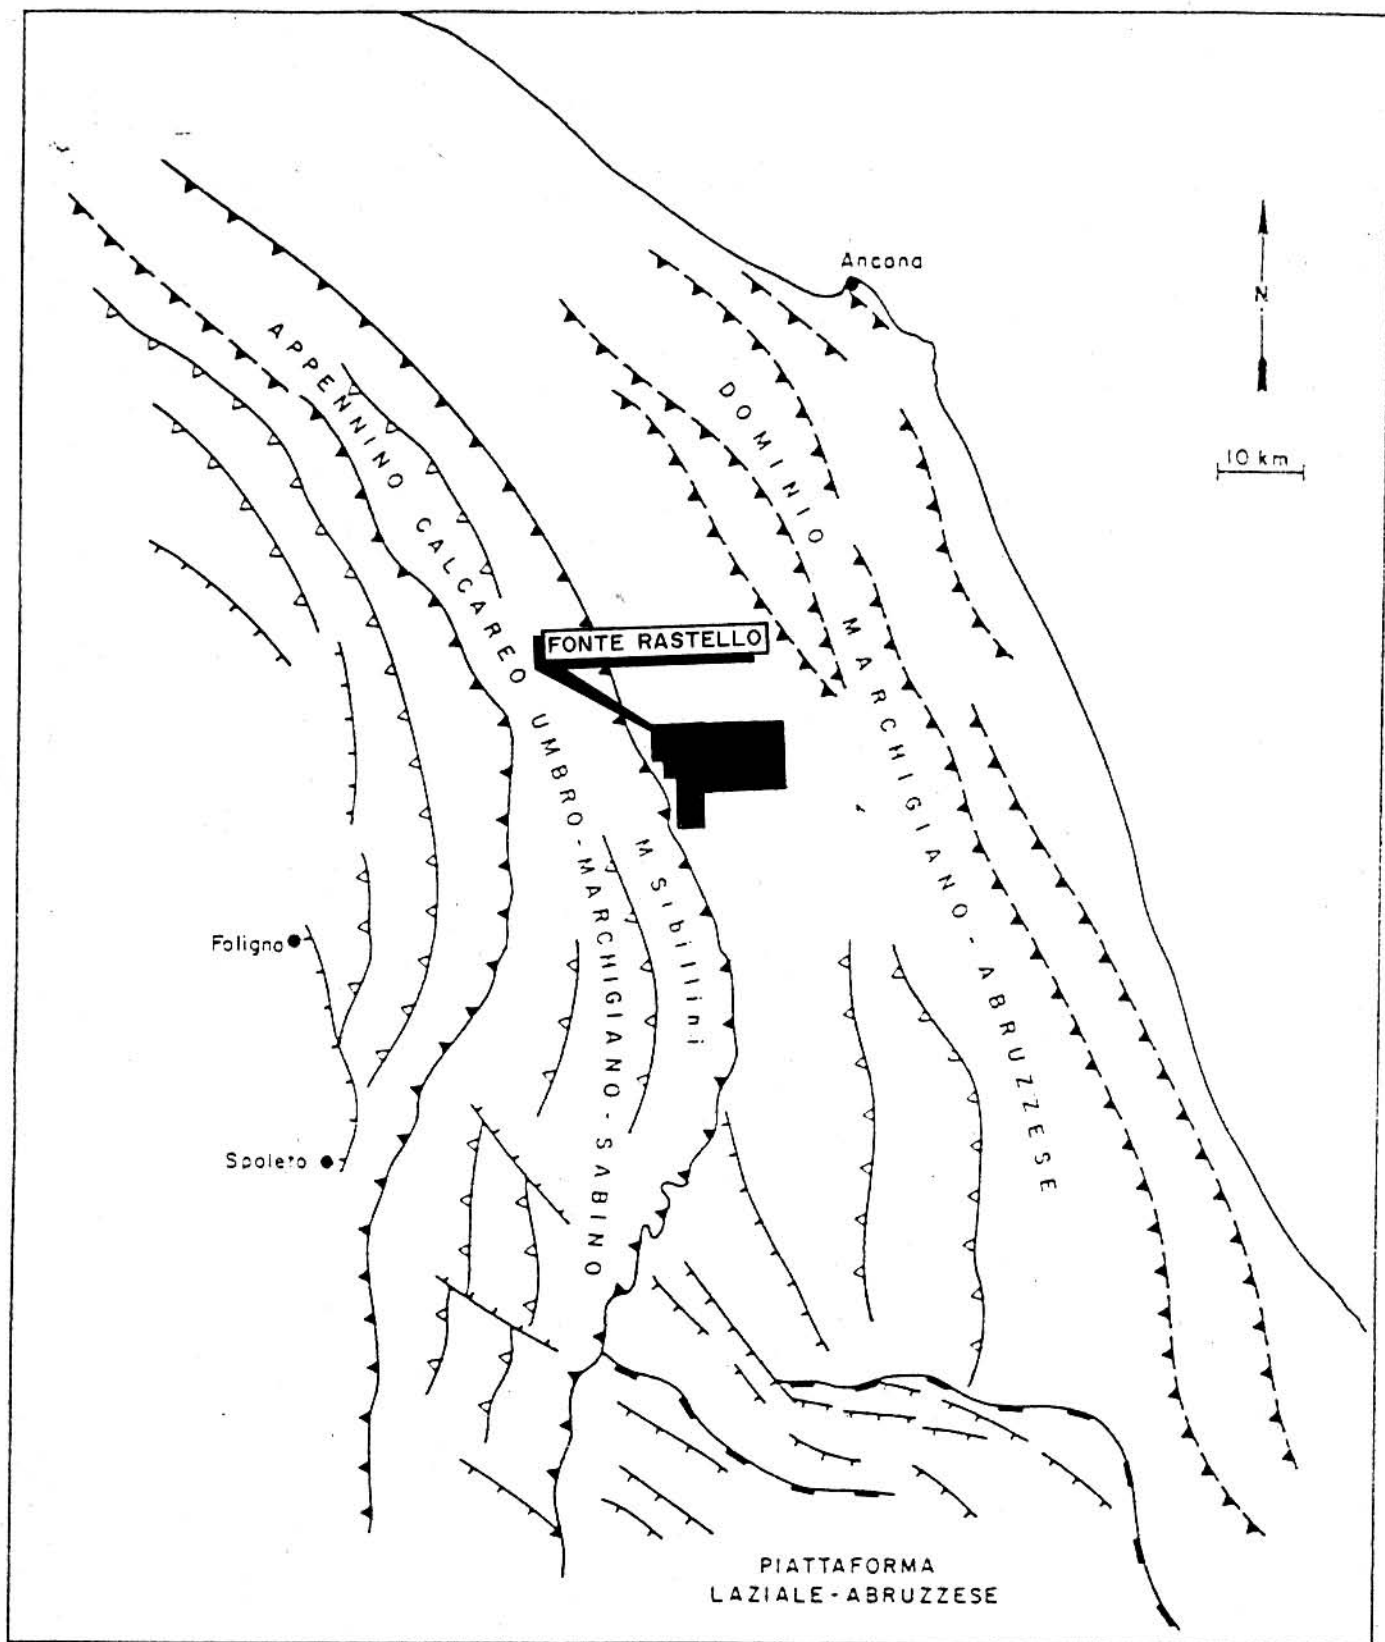 Ancona
N
10 km
APPENNINO CALCAREO UMBRO-MARCHIGIANO-SABINO
DOMINIO MARCHIGIANO-ABRUZZESE
FONTE RASTELLO
M Sibillini
Foligno
Spoleto
PIATTAFORMA
LAZIALE-ABRUZZESE